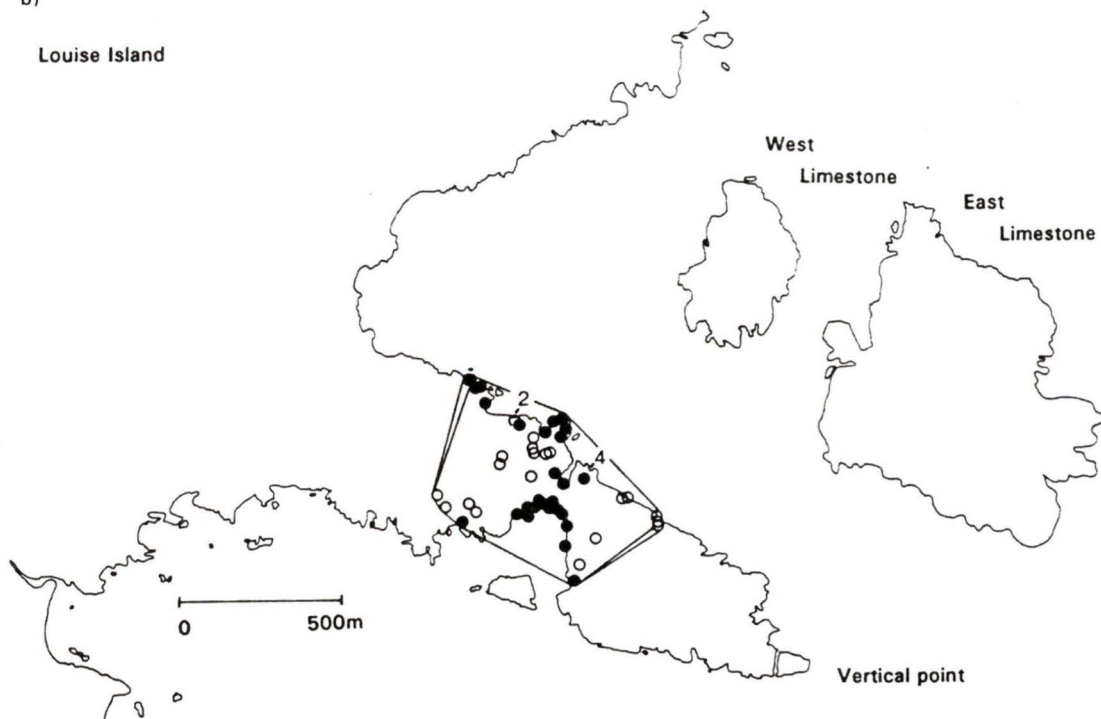 b)
Louise Island
West
Limestone
East
Limestone
2
4
0
500m
Vertical point